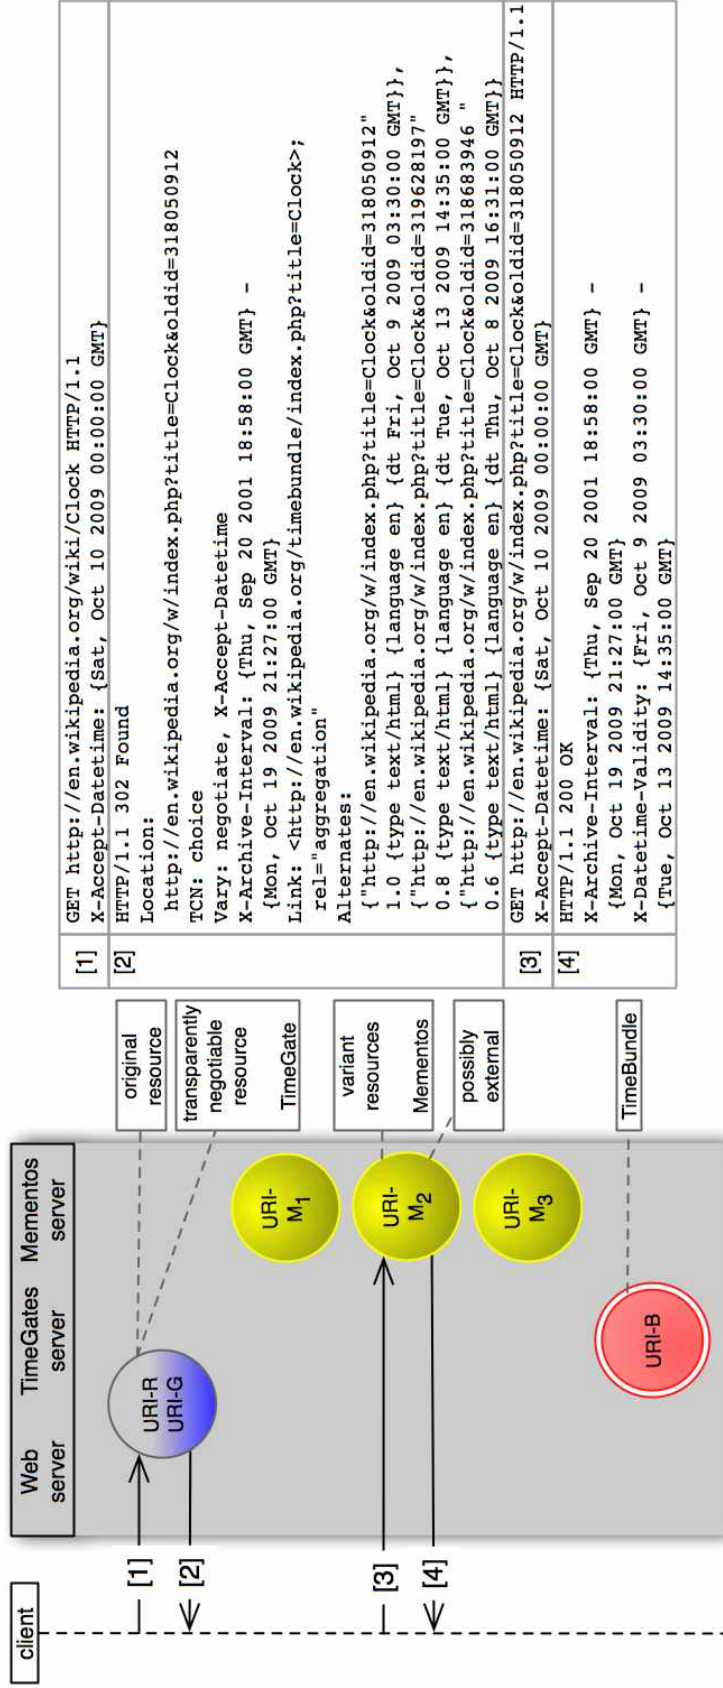 client
Web
server
TimeGates
server
Mementos
server
[1]
[2]
[3]
[4]
URI-R
URI-G
URI-
M1
URI-
M2
URI-
M3
URI-B
original
resource
transparently
negotiable
resource
TimeGate
variant
resources
Mementos
possibly
external
TimeBundle
[1]
GET http://en.wikipedia.org/wiki/Clock HTTP/1.1
X-Accept-Datetime: {Sat, Oct 10 2009 00:00:00 GMT}
[2]
HTTP/1.1 302 Found
Location:
http://en.wikipedia.org/w/index.php?title=Clock&oldid=318050912
TCN: choice
Vary: negotiate, X-Accept-Datetime
X-Archive-Interval: {Thu, Sep 20 2001 18:58:00 GMT} -
{Mon, Oct 19 2009 21:27:00 GMT}
Link: <http://en.wikipedia.org/timebundle/index.php?title=Clock>;
rel="aggregation"
Alternates:
{"http://en.wikipedia.org/w/index.php?title=Clock&oldid=318050912"
1.0 {type text/html} {language en} {dt Fri, Oct 9 2009 03:30:00 GMT}},
{"http://en.wikipedia.org/w/index.php?title=Clock&oldid=319628197"
0.8 {type text/html} {language en} {dt Tue, Oct 13 2009 14:35:00 GMT}},
{"http://en.wikipedia.org/w/index.php?title=Clock&oldid=318683946 "
0.6 {type text/html} {language en} {dt Thu, Oct 8 2009 16:31:00 GMT}}
[3]
GET http://en.wikipedia.org/w/index.php?title=Clock&oldid=318050912 HTTP/1.1
X-Accept-Datetime: {Sat, Oct 10 2009 00:00:00 GMT}
[4]
HTTP/1.1 200 OK
X-Archive-Interval: {Thu, Sep 20 2001 18:58:00 GMT} -
{Mon, Oct 19 2009 21:27:00 GMT}
X-Datetime-Validity: {Fri, Oct 9 2009 03:30:00 GMT} -
{Tue, Oct 13 2009 14:35:00 GMT}